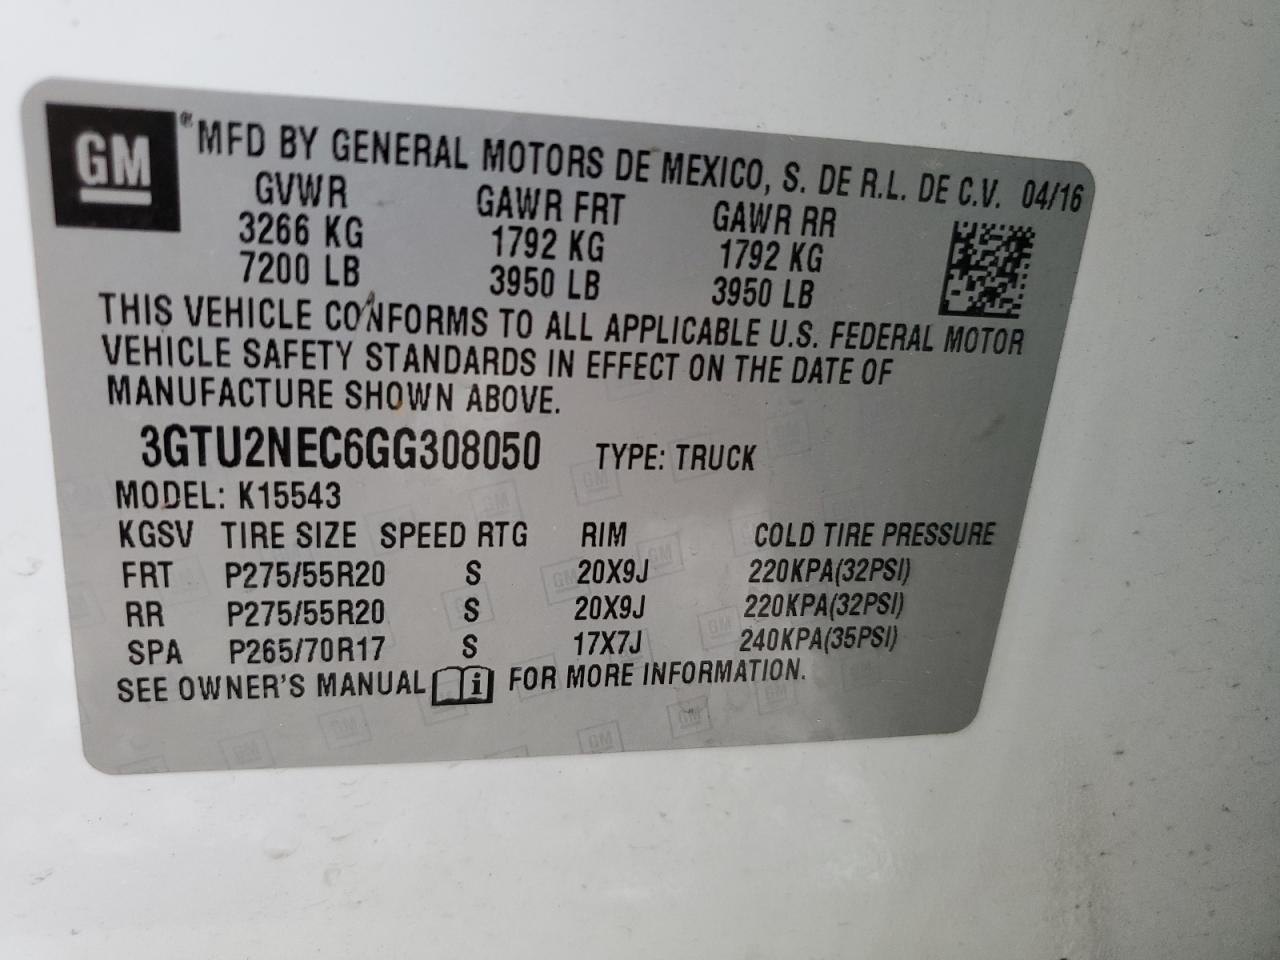 GM ® MFD BY GENERAL MOTORS DE MEXICO, S. DE R.L. DE C.V. 04/16
GVWR GAWR FRT GAWR RR
3266 KG 1792 KG 1792 KG
7200 LB 3950 LB 3950 LB
THIS VEHICLE CONFORMS TO ALL APPLICABLE U.S. FEDERAL MOTOR
VEHICLE SAFETY STANDARDS IN EFFECT ON THE DATE OF
MANUFACTURE SHOWN ABOVE.
3GTU2NEC6GG308050 TYPE: TRUCK
MODEL: K15543
KGSV TIRE SIZE SPEED RTG RIM COLD TIRE PRESSURE
FRT P275/55R20 S 20X9J 220KPA(32PSI)
RR P275/55R20 S 20X9J 220KPA(32PSI)
SPA P265/70R17 S 17X7J 240KPA(35PSI)
SEE OWNER'S MANUAL i FOR MORE INFORMATION.